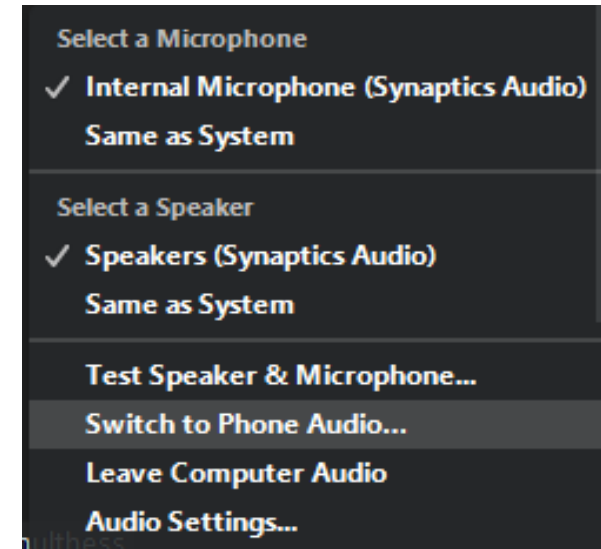 Select a Microphone
✓ Internal Microphone (Synaptics Audio)
Same as System
Select a Speaker
✓ Speakers (Synaptics Audio)
Same as System
Test Speaker & Microphone...
Switch to Phone Audio...
Leave Computer Audio
Audio Settings...